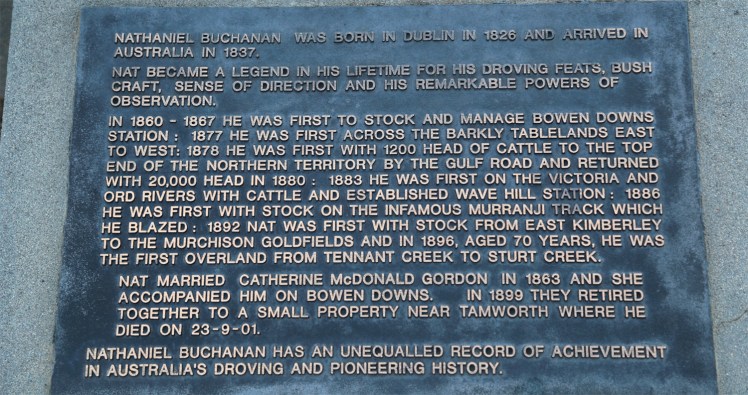 NATHANIEL BUCHANAN WAS BORN IN DUBLIN IN 1826 AND ARRIVED IN
AUSTRALIA IN 1837.
NAT BECAME A LEGEND IN HIS LIFETIME FOR HIS DROVING FEATS, BUSH
CRAFT, SENSE OF DIRECTION AND HIS REMARKABLE POWERS OF
OBSERVATION.
IN 1860 - 1867 HE WAS FIRST TO STOCK AND MANAGE BOWEN DOWNS
STATION : 1877 HE WAS FIRST ACROSS THE BARKLY TABLELANDS EAST
TO WEST: 1878 HE WAS FIRST WITH 1200 HEAD OF CATTLE TO THE TOP
END OF THE NORTHERN TERRITORY BY THE GULF ROAD AND RETURNED
WITH 20,000 HEAD IN 1880 : 1883 HE WAS FIRST ON THE VICTORIA AND
ORD RIVERS WITH CATTLE AND ESTABLISHED WAVE HILL STATION : 1886
HE WAS FIRST WITH STOCK ON THE INFAMOUS MURRANJI TRACK WHICH
HE BLAZED : 1892 NAT WAS FIRST WITH STOCK FROM EAST KIMBERLEY
TO THE MURCHISON GOLDFIELDS AND IN 1896, AGED 70 YEARS, HE WAS
THE FIRST OVERLAND FROM TENNANT CREEK TO STURT CREEK.
NAT MARRIED CATHERINE McDONALD GORDON IN 1863 AND SHE
ACCOMPANIED HIM ON BOWEN DOWNS. IN 1899 THEY RETIRED
TOGETHER TO A SMALL PROPERTY NEAR TAMWORTH WHERE HE
DIED ON 23-9-01.
NATHANIEL BUCHANAN HAS AN UNEQUALLED RECORD OF ACHIEVEMENT
IN AUSTRALIA'S DROVING AND PIONEERING HISTORY.